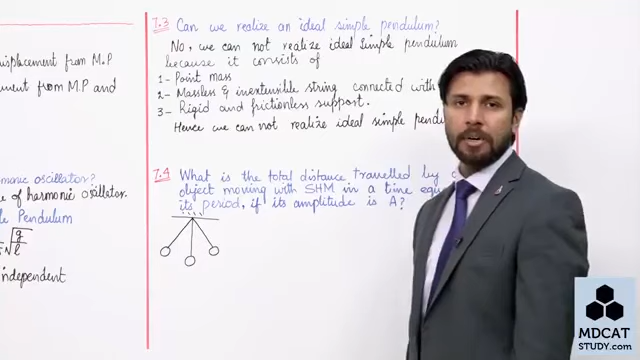 isplacement from M.P
ment from M.P and
rmonic oscillator?
e of harmonic oscillator.
le Pendulum
√g/l
independent
7.3 Can we realize an ideal simple pendulum?
No, we can not realize ideal simple pendulum
because it consists of
1- Point mass
2- Massless & inextensible string connected with
3- Rigid and frictionless support.
Hence we can not realize ideal simple pendu
7.4 What is the total distance travelled by
object moving with SHM in a time equ
its period, if its amplitude is A?
MDCAT
STUDY.com